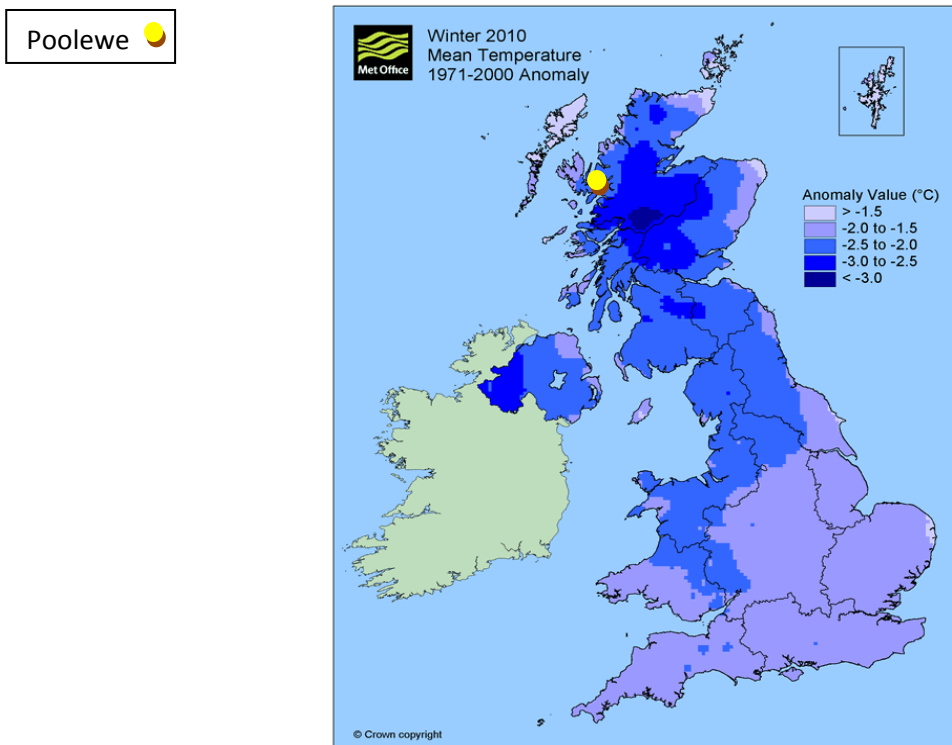 Poolewe
Met Office
Winter 2010
Mean Temperature
1971-2000 Anomaly
Anomaly Value (°C)
> -1.5
-2.0 to -1.5
-2.5 to -2.0
-3.0 to -2.5
< -3.0
© Crown copyright